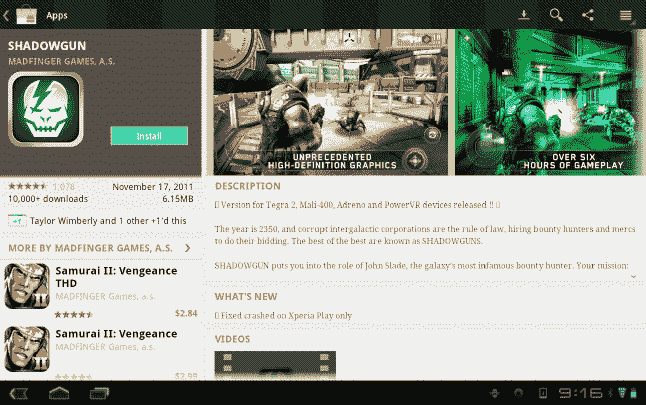 Apps
SHADOWGUN
MADFINGER GAMES, A.S.
Install
UNPRECEDENTED
HIGH-DEFINITION GRAPHICS
OVER SIX
HOURS OF GAMEPLAY
1,078
November 17, 2011
10,000+ downloads
6.15MB
+1
Taylor Wimberly and 1 other +1'd this
MORE BY MADFINGER GAMES, A.S.
Samurai II: Vengeance
THD
MADFINGER Games, a.s.
$2.84
Samurai II: Vengeance
MADFINGER Games, a.s.
$2.99
DESCRIPTION
Version for Tegra 2, Mali-400, Adreno and PowerVR devices released !!
The year is 2350, and corrupt intergalactic corporations are the rule of law, hiring bounty hunters and mercs
to do their bidding. The best of the best are known as SHADOWGUNS.
SHADOWGUN puts you into the role of John Slade, the galaxy's most infamous bounty hunter. Your mission:
WHAT'S NEW
Fixed crashed on Xperia Play only
VIDEOS
9:16